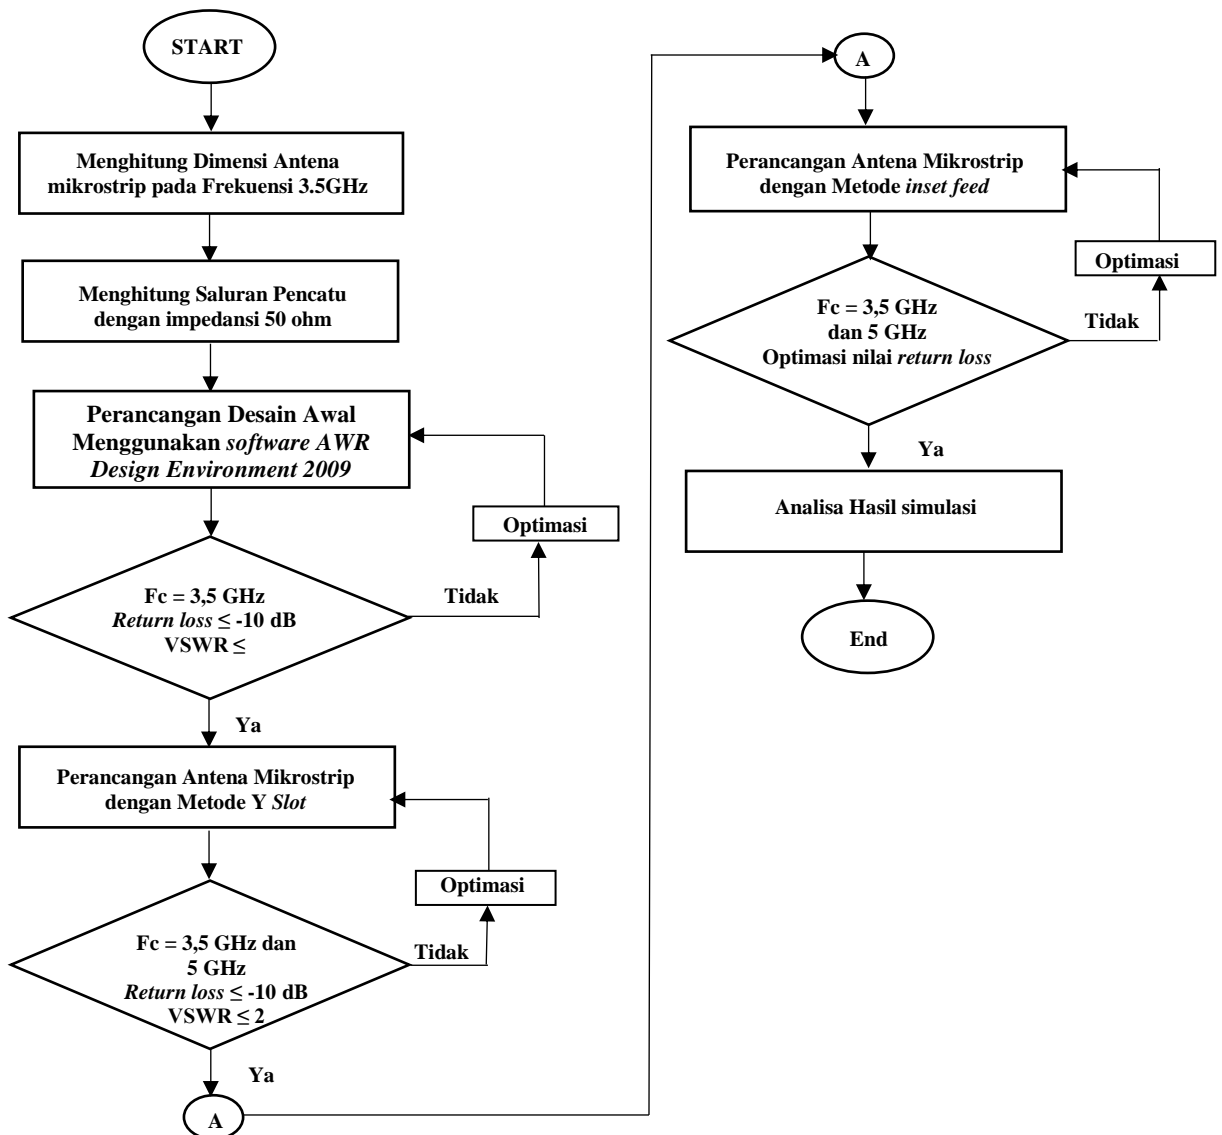 START
Menghitung Dimensi Antena
mikrostrip pada Frekuensi 3.5GHz
Menghitung Saluran Pencatu
dengan impedansi 50 ohm
Perancangan Desain Awal
Menggunakan software AWR
Design Environment 2009
Optimasi
Fc = 3,5 GHz
Return loss ≤ -10 dB
VSWR ≤
Tidak
Ya
Perancangan Antena Mikrostrip
dengan Metode Y Slot
Optimasi
Fc = 3,5 GHz dan
5 GHz
Return loss ≤ -10 dB
VSWR ≤ 2
Tidak
Ya
A
A
Perancangan Antena Mikrostrip
dengan Metode inset feed
Optimasi
Fc = 3,5 GHz
dan 5 GHz
Optimasi nilai return loss
Tidak
Ya
Analisa Hasil simulasi
End